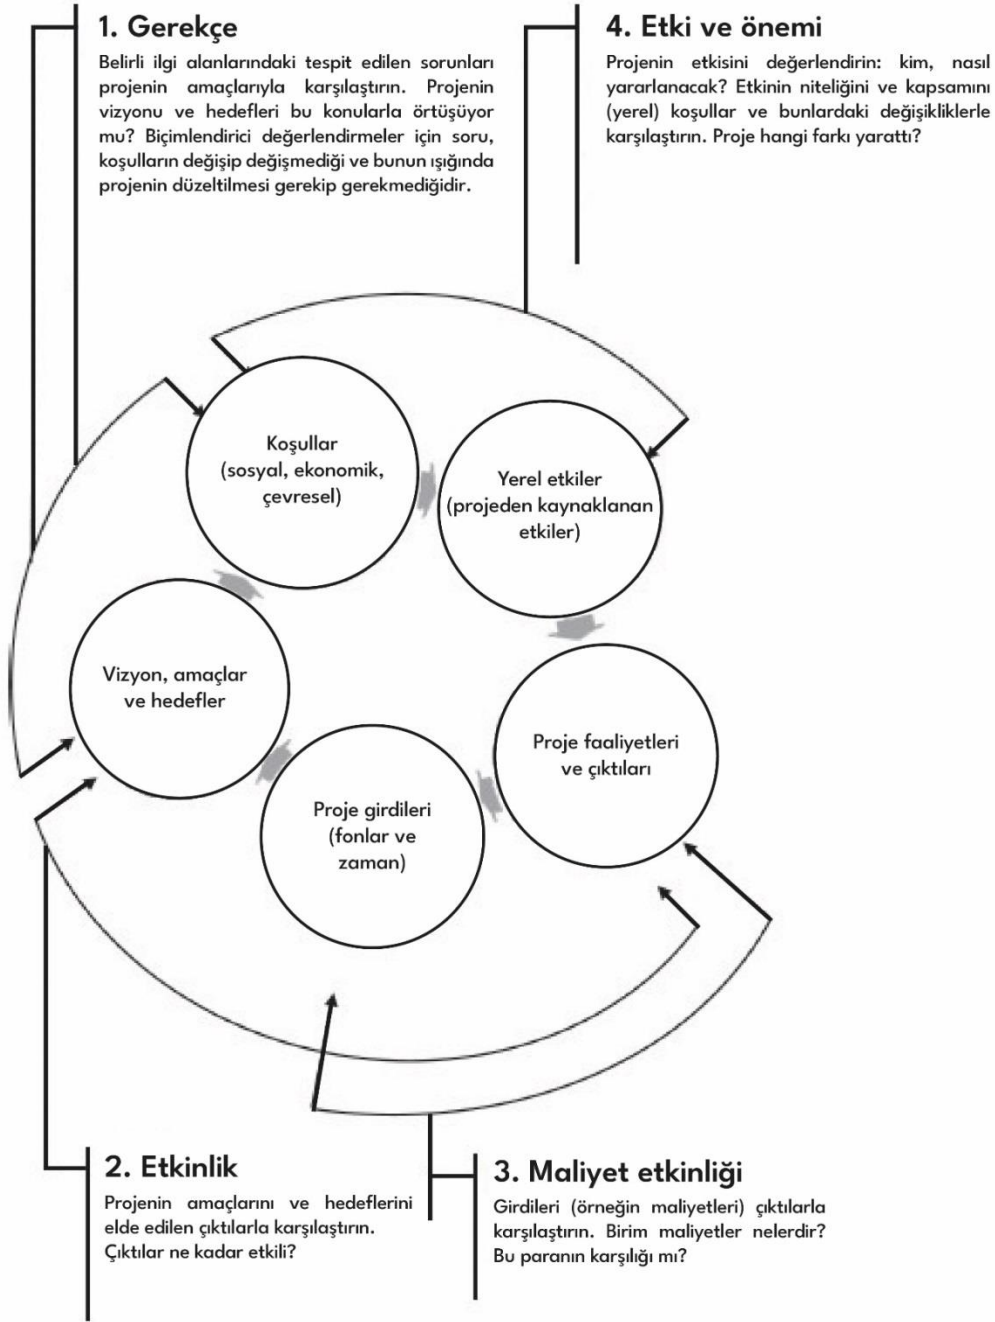 1. Gerekçe
Belirli ilgi alanlarındaki tespit edilen sorunları
projenin amaçlarıyla karşılaştırın. Projenin
vizyonu ve hedefleri bu konularla örtüşüyor
mu? Biçimlendirici değerlendirmeler için soru,
koşulların değişip değişmediği ve bunun ışığında
projenin düzeltilmesi gerekip gerekmediğidir.
4. Etki ve önemi
Projenin etkisini değerlendirin: kim, nasıl
yararlanacak? Etkinin niteliğini ve kapsamını
(yerel) koşullar ve bunlardaki değişikliklerle
karşılaştırın. Proje hangi farkı yarattı?
Koşullar
(sosyal, ekonomik,
çevresel)
Yerel etkiler
(projeden kaynaklanan
etkiler)
Vizyon, amaçlar
ve hedefler
Proje faaliyetleri
ve çıktıları
Proje girdileri
(fonlar ve
zaman)
2. Etkinlik
Projenin amaçlarını ve hedeflerini
elde edilen çıktılarla karşılaştırın.
Çıktılar ne kadar etkili?
3. Maliyet etkinliği
Girdileri (örneğin maliyetleri) çıktılarla
karşılaştırın. Birim maliyetler nelerdir?
Bu paranın karşılığı mı?